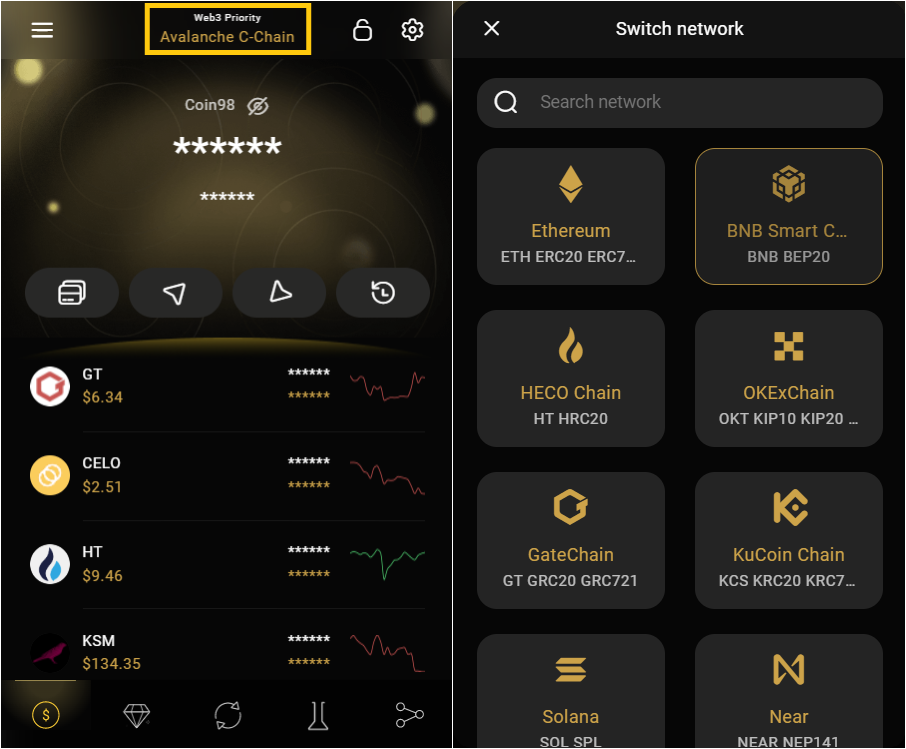 Web3 Priority
Avalanche C-Chain
Coin98
******
******
GT
******
$6.34
******
CELO
******
$2.51
******
HT
******
$9.46
******
KSM
******
$134.35
******
$
Switch network
Search network
Ethereum
ETH ERC20 ERC7...
BNB Smart C...
BNB BEP20
HECO Chain
HT HRC20
OKExChain
OKT KIP10 KIP20 ...
GateChain
GT GRC20 GRC721
KuCoin Chain
KCS KRC20 KRC7...
Solana
SOL SPL
Near
NEAR NEP141